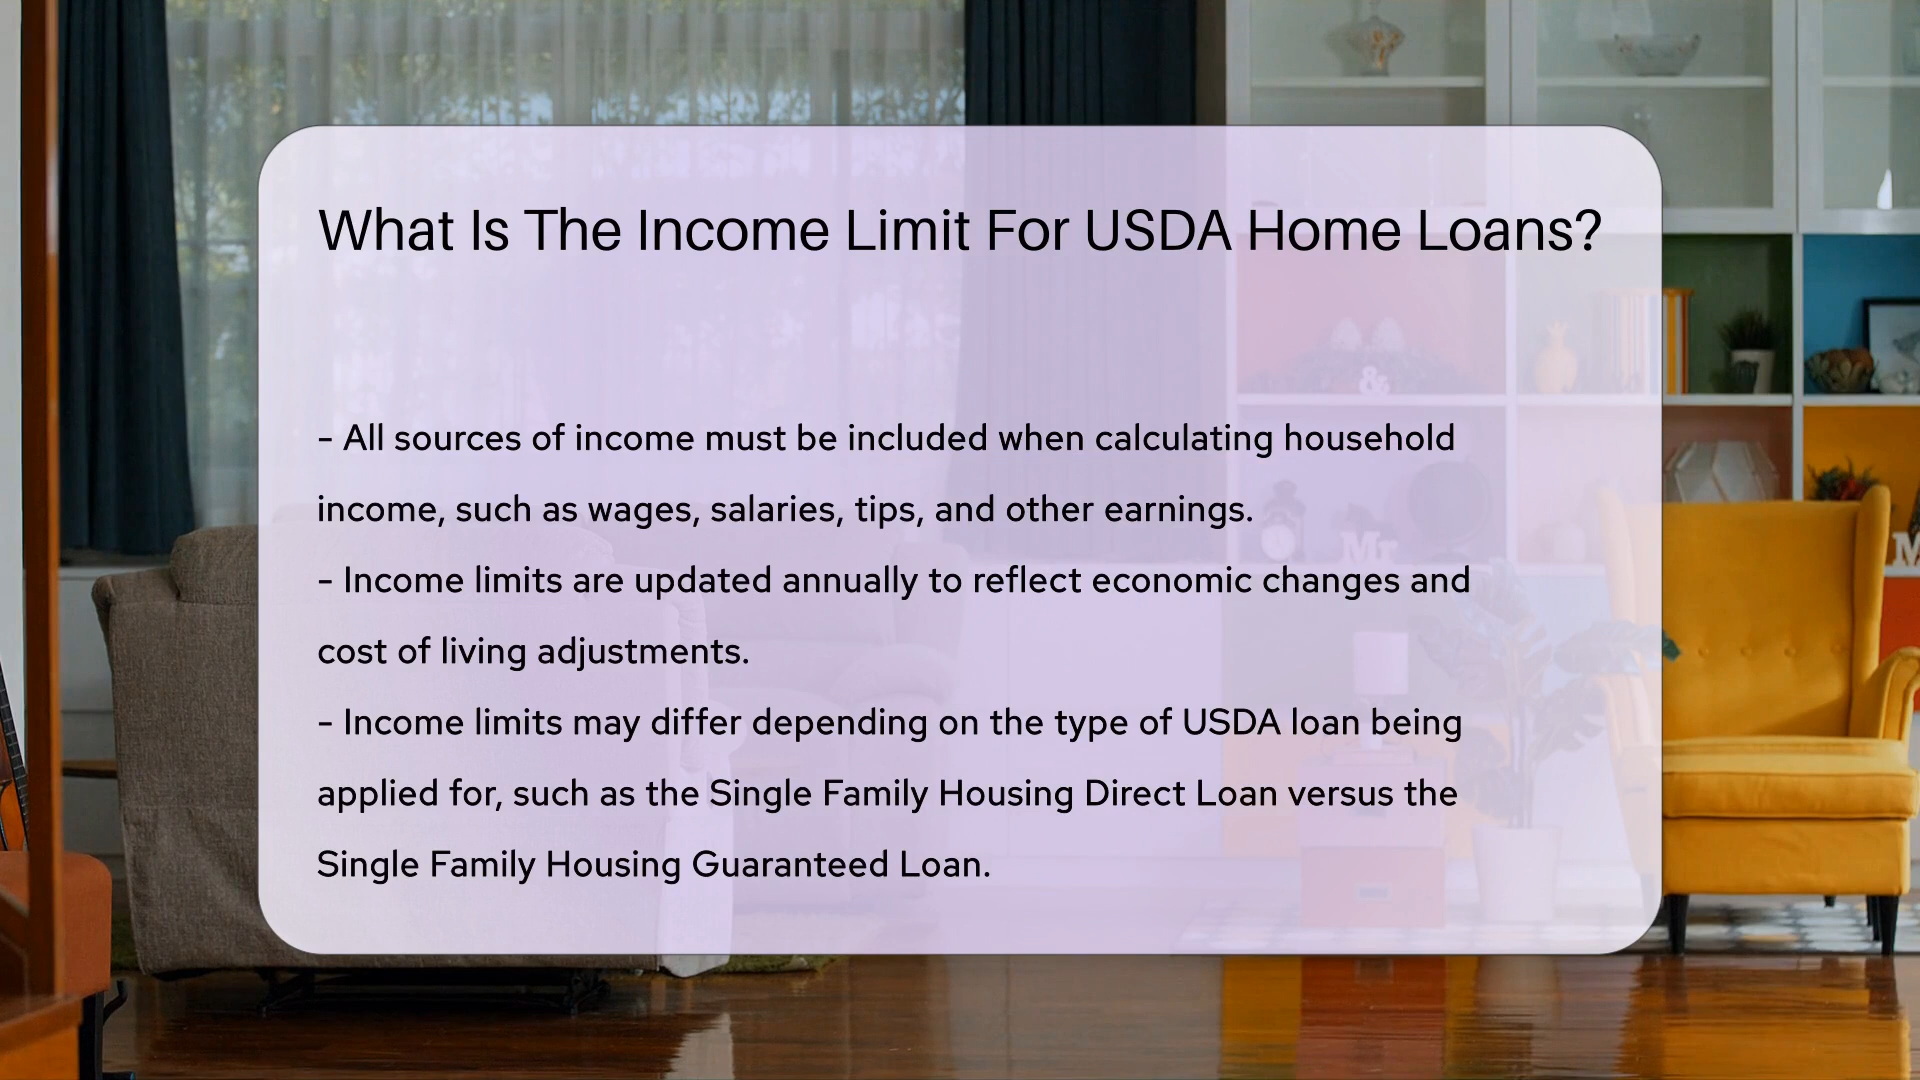 What Is The Income Limit For USDA Home Loans?
- All sources of income must be included when calculating household
income, such as wages, salaries, tips, and other earnings.
- Income limits are updated annually to reflect economic changes and
cost of living adjustments.
- Income limits may differ depending on the type of USDA loan being
applied for, such as the Single Family Housing Direct Loan versus the
Single Family Housing Guaranteed Loan.
&
Mr
M